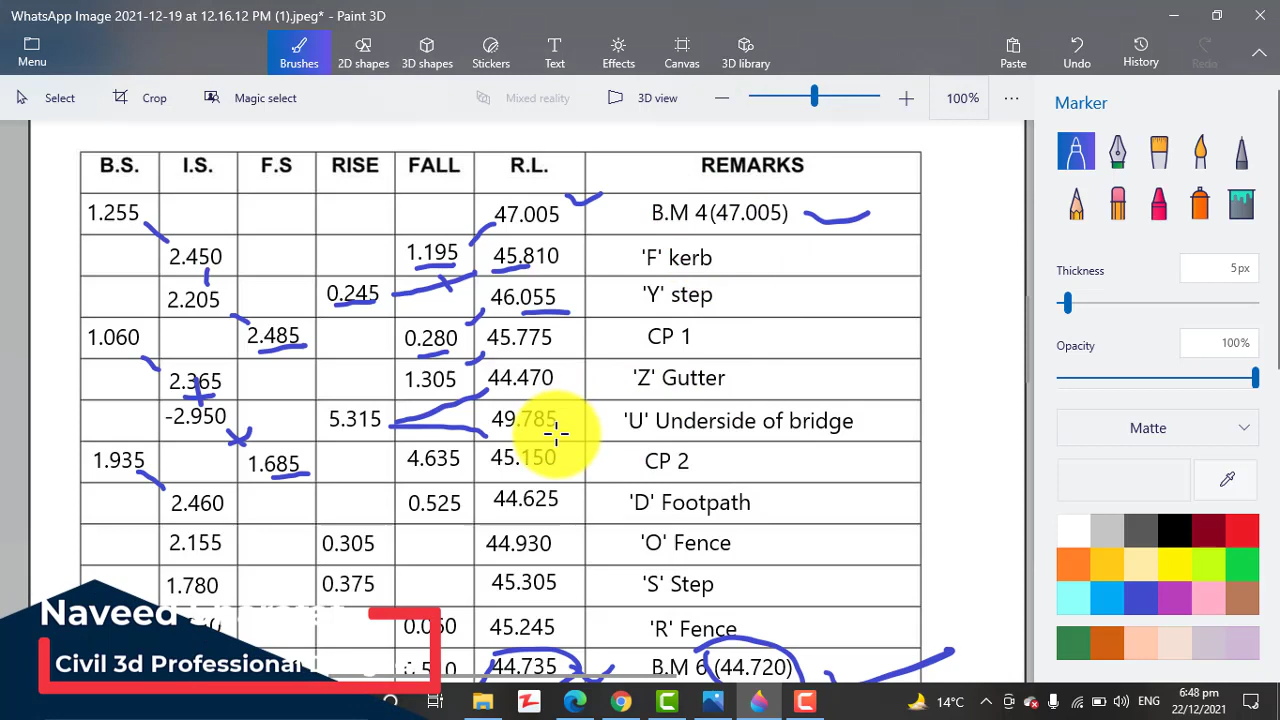 WhatsApp Image 2021-12-19 at 12.16.12 PM (1).jpeg* - Paint 3D
Menu Brushes 2D shapes 3D shapes Stickers Text Effects Canvas 3D library Paste Undo History Redo
Select Crop Magic select Mixed reality 3D view 100%
Marker
Thickness 5px
Opacity 100%
Matte
B.S. I.S. F.S RISE FALL R.L. REMARKS
1.255 47.005 B.M 4(47.005)
2.450 1.195 45.810 'F' kerb
2.205 0.245 46.055 'Y' step
1.060 2.485 0.280 45.775 CP 1
2.365 1.305 44.470 'Z' Gutter
-2.950 5.315 49.785 'U' Underside of bridge
1.935 1.685 4.635 45.150 CP 2
2.460 0.525 44.625 'D' Footpath
2.155 0.305 44.930 'O' Fence
1.780 0.375 45.305 'S' Step
45.245 'R' Fence
44.735 B.M 6 (44.720)
Naveed
Civil 3d Professional
14°C ENG 6:48 pm
22/12/2021